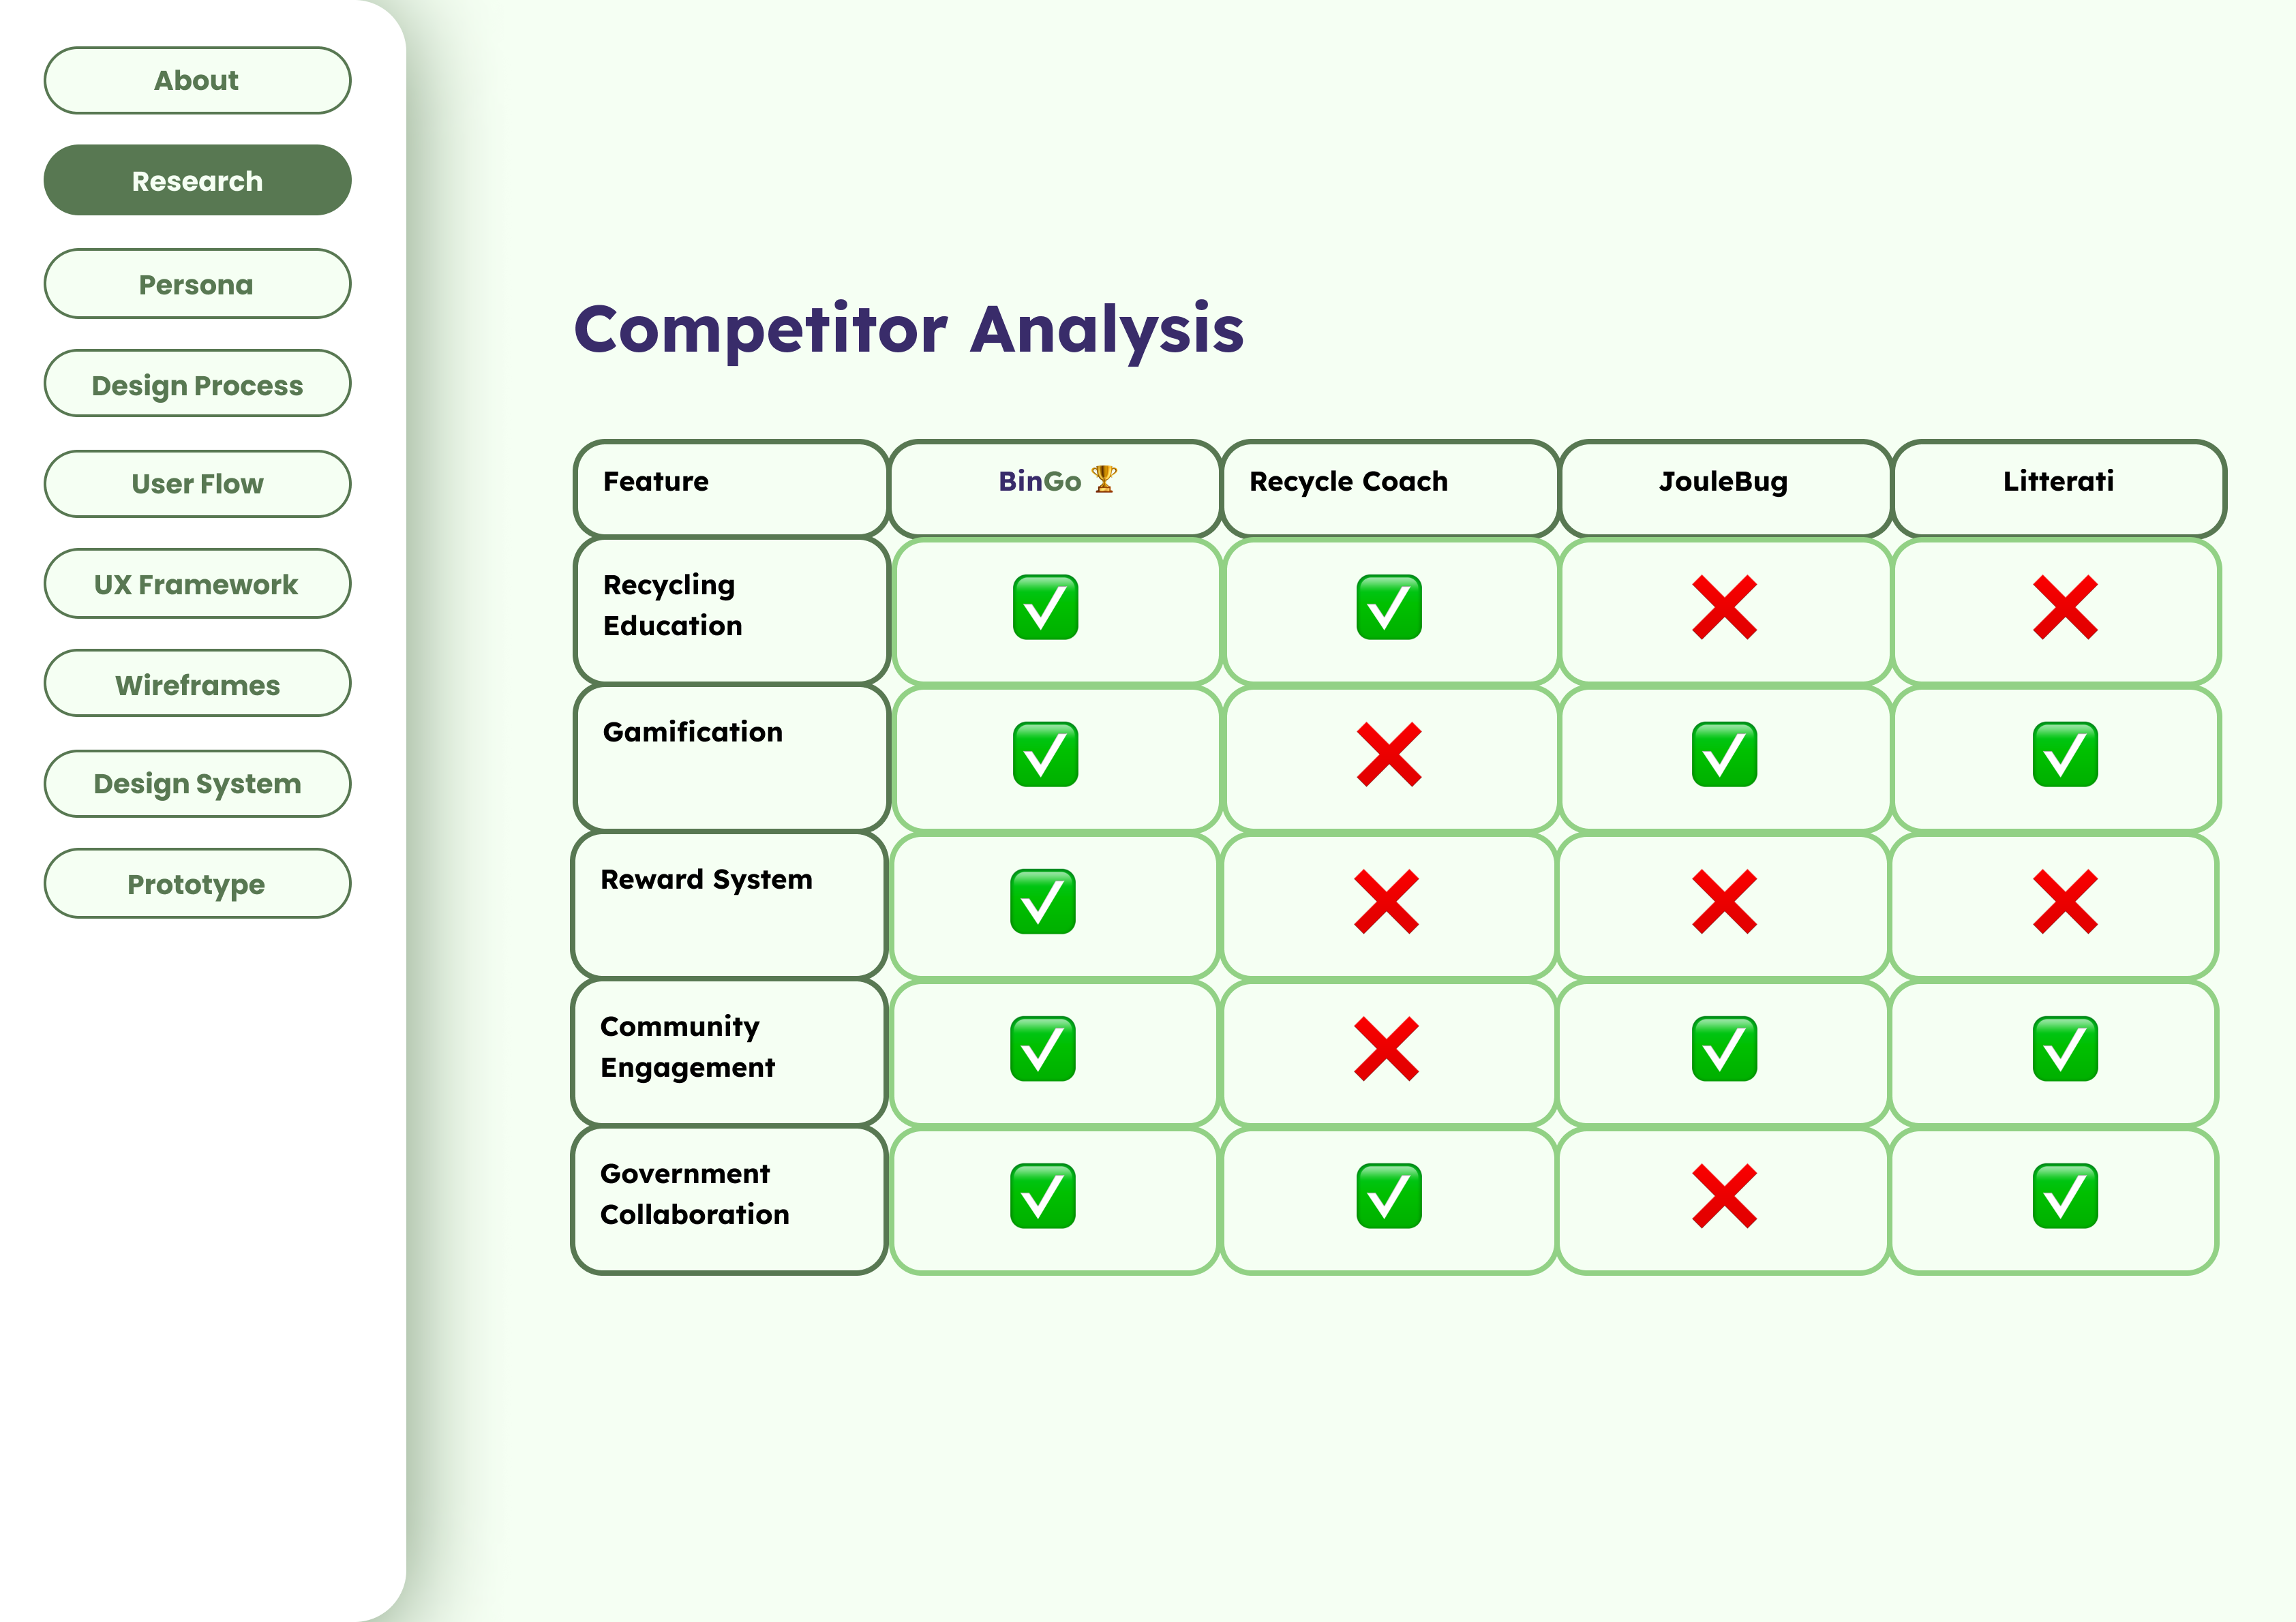 About
Research
Persona
Design Process
User Flow
UX Framework
Wireframes
Design System
Prototype
Competitor Analysis
Feature
BinGo 🏆
Recycle Coach
JouleBug
Litterati
Recycling
Education
✅ ✅ ❌ ❌
Gamification
✅ ❌ ✅ ✅
Reward System
✅ ❌ ❌ ❌
Community
Engagement
✅ ❌ ✅ ✅
Government
Collaboration
✅ ✅ ❌ ✅